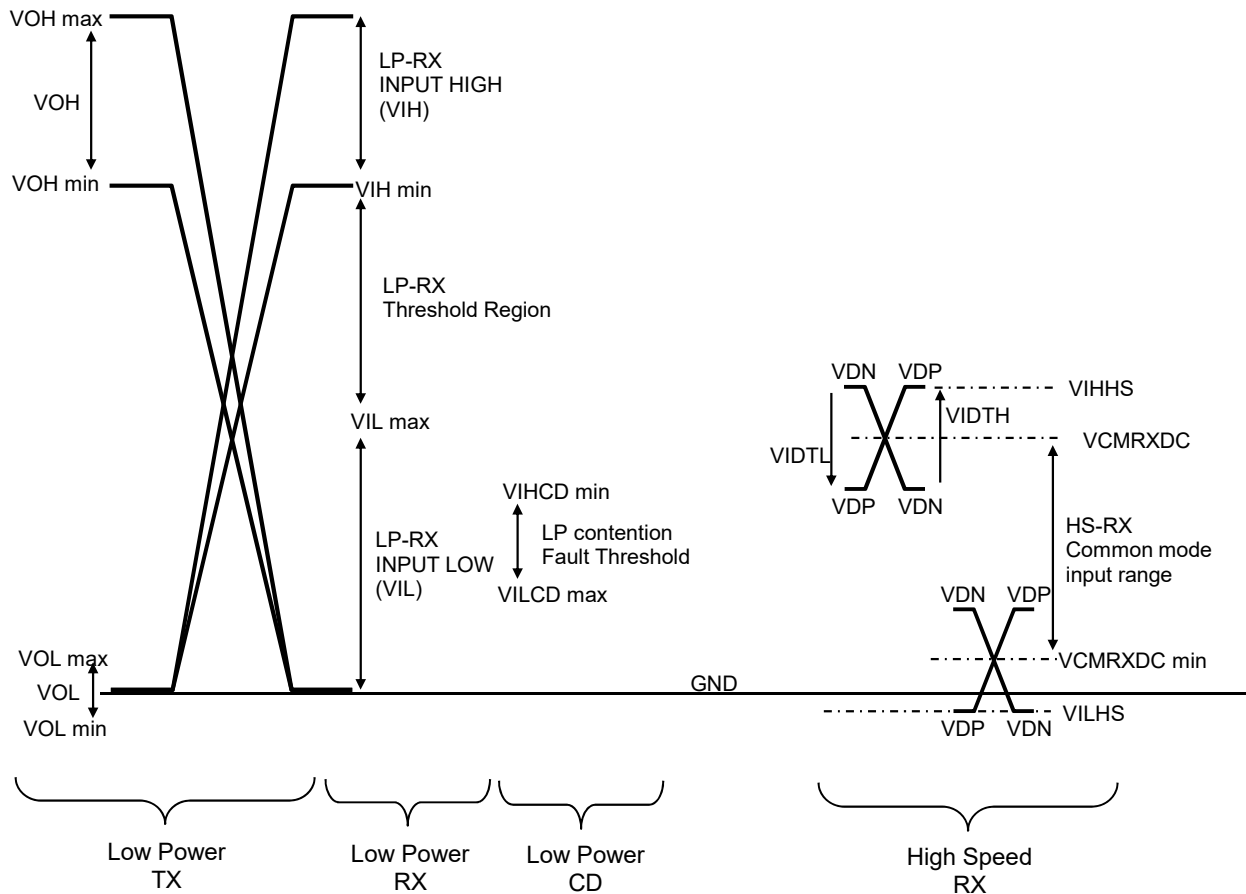 VOH max
VOH
VOH min
VOL max
VOL
VOL min
LP-RX
INPUT HIGH
(VIH)
VIH min
LP-RX
Threshold Region
VIL max
LP-RX
INPUT LOW
(VIL)
VIHCD min
LP contention
Fault Threshold
VILCD max
GND
VDN
VDP
VIHHS
VIDTH
VCMRXDC
VIDTL
VDP
VDN
HS-RX
Common mode
input range
VDN
VDP
VCMRXDC min
VILHS
VDP
VDN
Low Power
TX
Low Power
RX
Low Power
CD
High Speed
RX